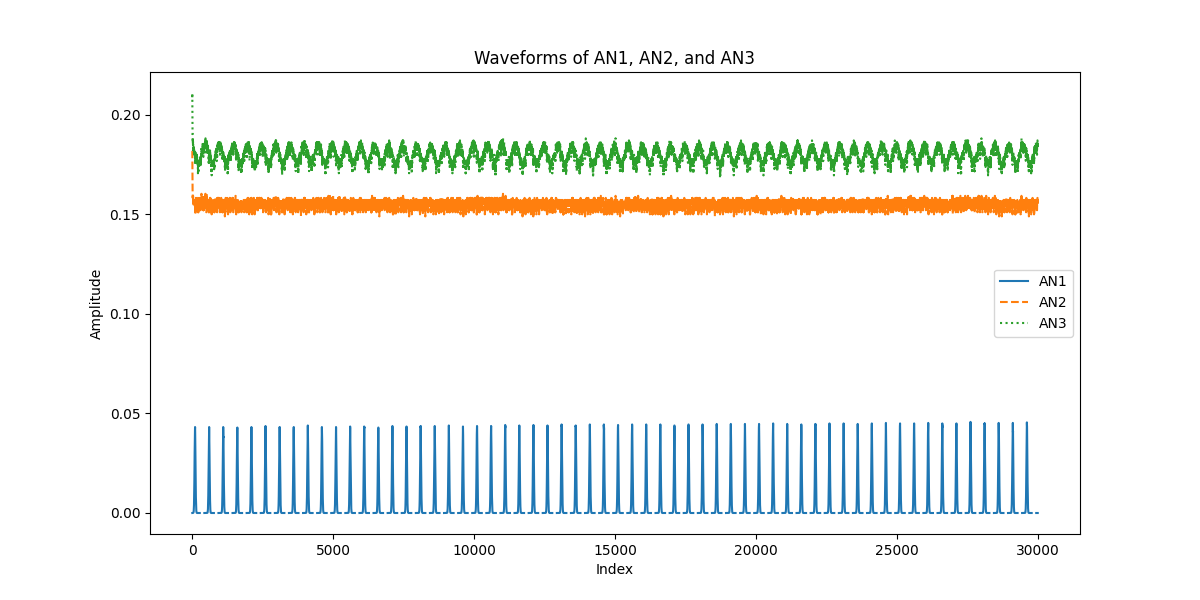 Waveforms of AN1, AN2, and AN3
0.20
0.15
0.10
0.05
0.00
Amplitude
AN1
AN2
AN3
0 5000 10000 15000 20000 25000 30000
Index